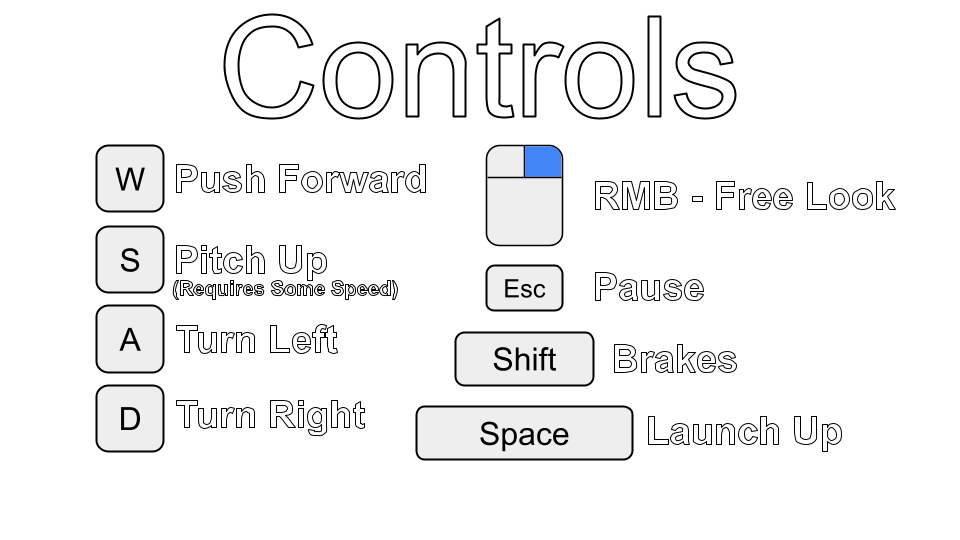 Controls
W Push Forward
S Pitch Up
(Requires Some Speed)
A Turn Left
D Turn Right
RMB - Free Look
Esc Pause
Shift Brakes
Space Launch Up